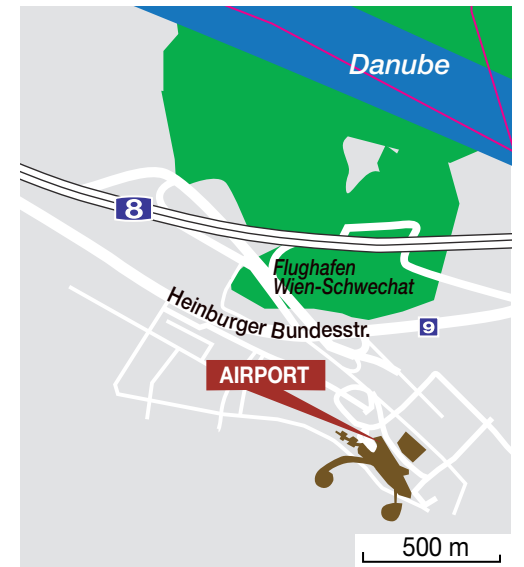 Danube
8
Flughafen
Wien-Schwechat
Heinburger Bundesstr.
9
AIRPORT
500 m